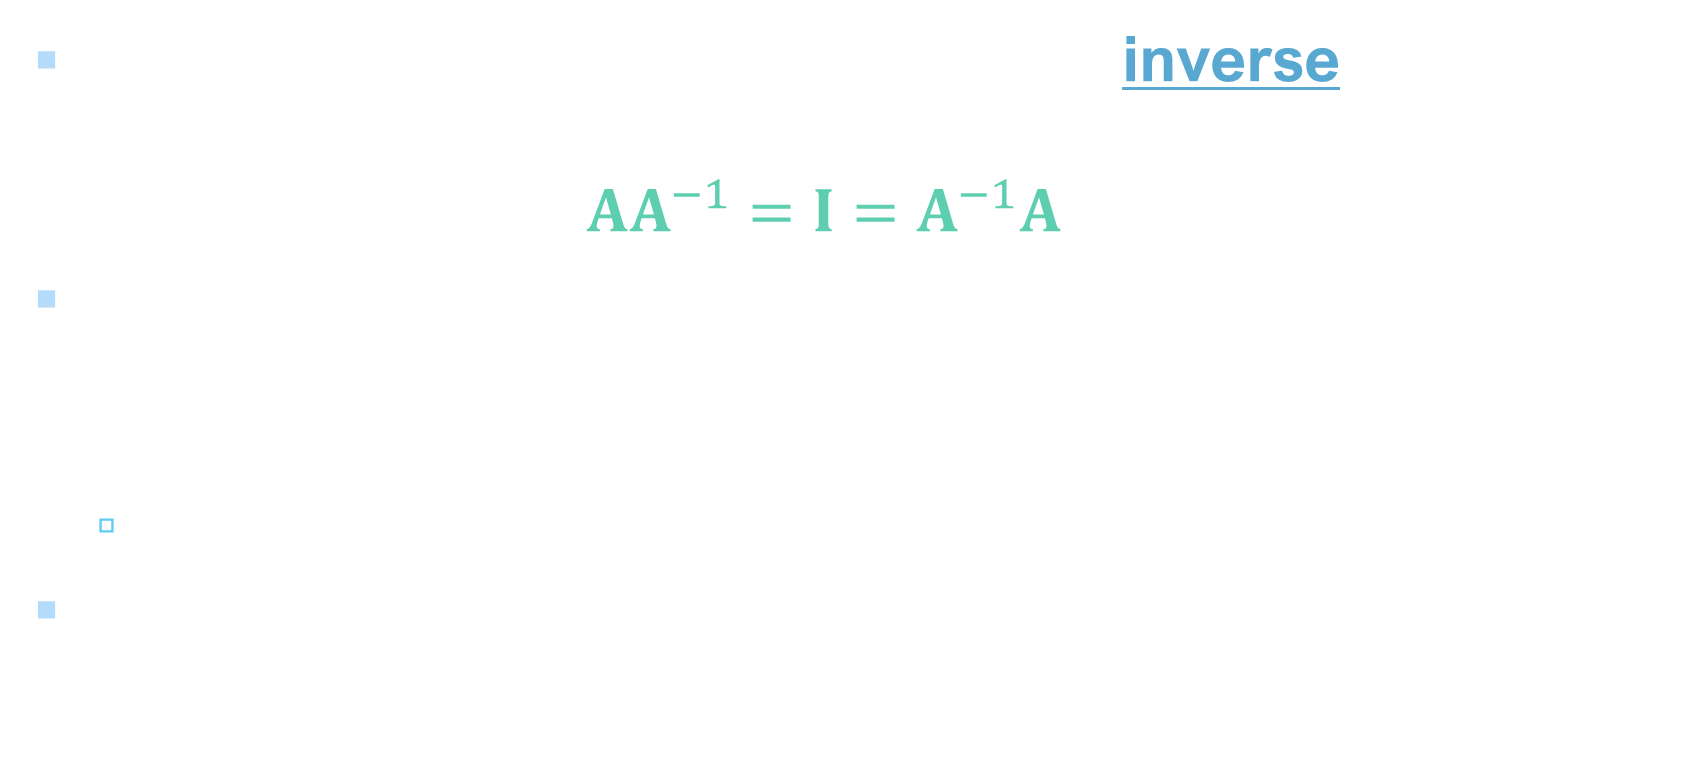 inverse
𝐀𝐀⁻¹ = 𝐈 = 𝐀⁻¹𝐀